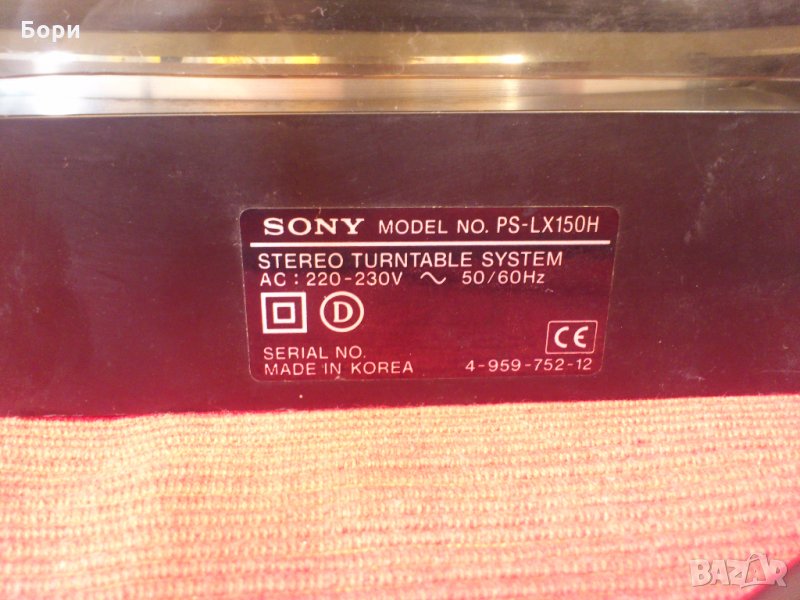 Бори
SONY MODEL NO. PS-LX150H
STEREO TURNTABLE SYSTEM
AC : 220-230V ~ 50/60Hz
D
CE
SERIAL NO.
MADE IN KOREA 4-959-752-12
BAZAR